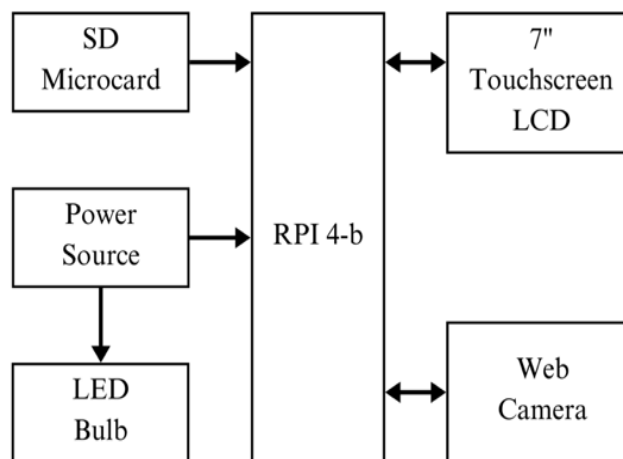 SD
Microcard
7"
Touchscreen
LCD
Power
Source
RPI 4-b
LED
Bulb
Web
Camera